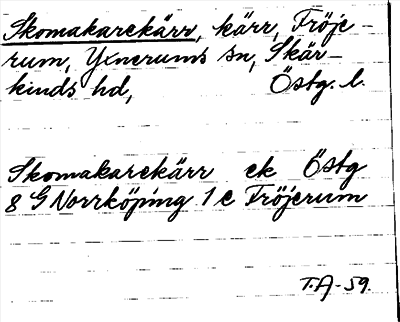 Skomakarekärr, kärr, Fröje-
rum, Yxnerums sn, Skär-
kinds hd, Östg. l.
Skomakarekärr ek Östg
8 G Norrköping 1 e Fröjerum
T.A-59.